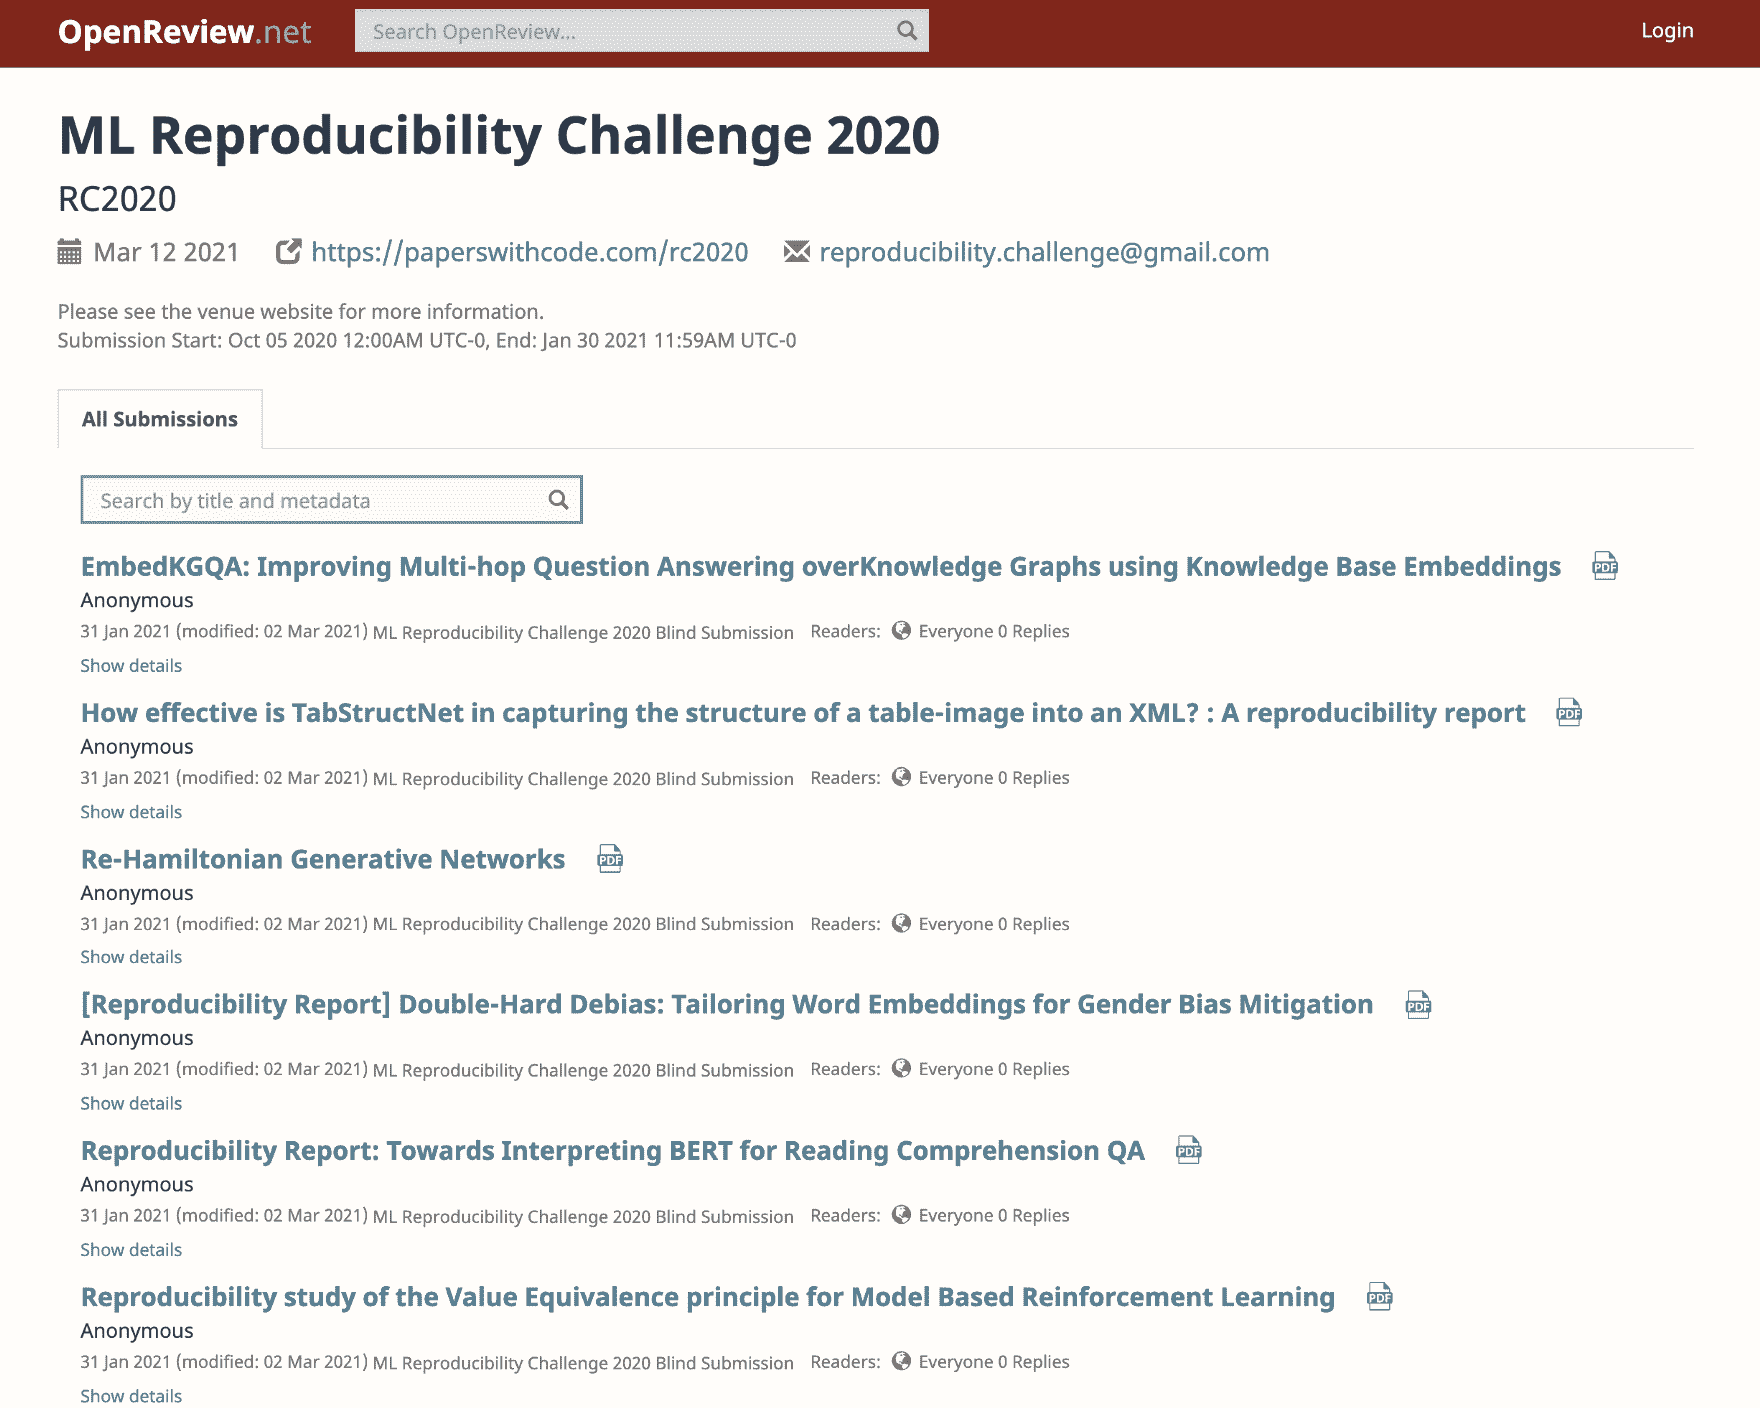 OpenReview.net Search OpenReview... Login
ML Reproducibility Challenge 2020
RC2020
Mar 12 2021 https://paperswithcode.com/rc2020 reproducibility.challenge@gmail.com
Please see the venue website for more information.
Submission Start: Oct 05 2020 12:00AM UTC-0, End: Jan 30 2021 11:59AM UTC-0
All Submissions
Search by title and metadata
EmbedKGQA: Improving Multi-hop Question Answering overKnowledge Graphs using Knowledge Base Embeddings PDF
Anonymous
31 Jan 2021 (modified: 02 Mar 2021) ML Reproducibility Challenge 2020 Blind Submission Readers: Everyone 0 Replies
Show details
How effective is TabStructNet in capturing the structure of a table-image into an XML? : A reproducibility report PDF
Anonymous
31 Jan 2021 (modified: 02 Mar 2021) ML Reproducibility Challenge 2020 Blind Submission Readers: Everyone 0 Replies
Show details
Re-Hamiltonian Generative Networks PDF
Anonymous
31 Jan 2021 (modified: 02 Mar 2021) ML Reproducibility Challenge 2020 Blind Submission Readers: Everyone 0 Replies
Show details
[Reproducibility Report] Double-Hard Debias: Tailoring Word Embeddings for Gender Bias Mitigation PDF
Anonymous
31 Jan 2021 (modified: 02 Mar 2021) ML Reproducibility Challenge 2020 Blind Submission Readers: Everyone 0 Replies
Show details
Reproducibility Report: Towards Interpreting BERT for Reading Comprehension QA PDF
Anonymous
31 Jan 2021 (modified: 02 Mar 2021) ML Reproducibility Challenge 2020 Blind Submission Readers: Everyone 0 Replies
Show details
Reproducibility study of the Value Equivalence principle for Model Based Reinforcement Learning PDF
Anonymous
31 Jan 2021 (modified: 02 Mar 2021) ML Reproducibility Challenge 2020 Blind Submission Readers: Everyone 0 Replies
Show details